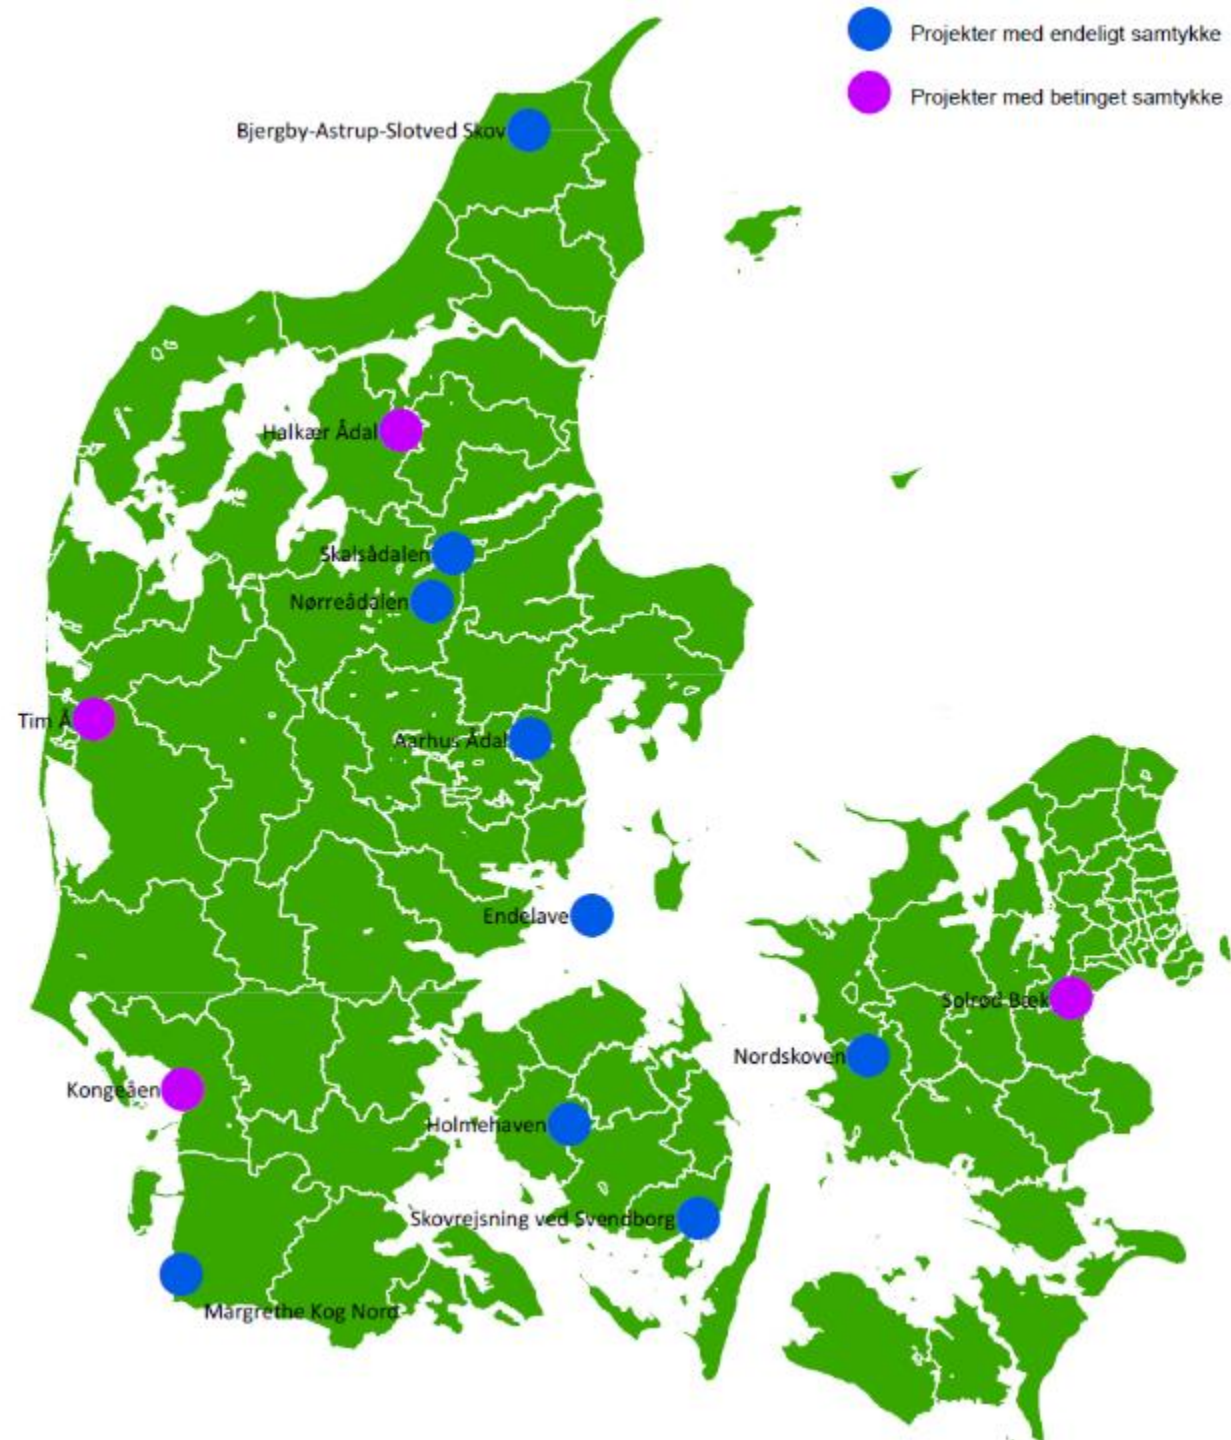 Projekter med endeligt samtykke
Projekter med betinget samtykke
Bjergby-Astrup-Slotved Skov
Halkær Ådal
Skalsådalen
Nørreådalen
Tim Å
Aarhus Ådal
Endelave
Solrød Bæk
Nordskoven
Kongeåen
Holmehaven
Skovrejsning ved Svendborg
Margrethe Kog Nord